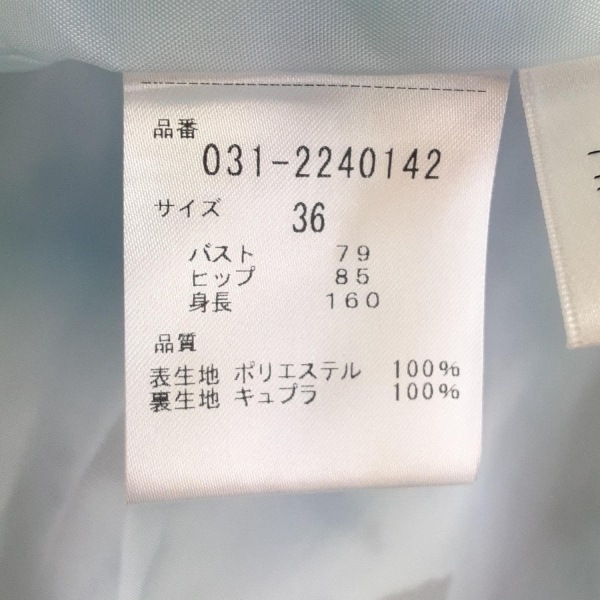 品番
031-2240142
サイズ 36
バスト 79
ヒップ 85
身長 160
品質
表生地 ポリエステル 100%
裏生地 キュプラ 100%